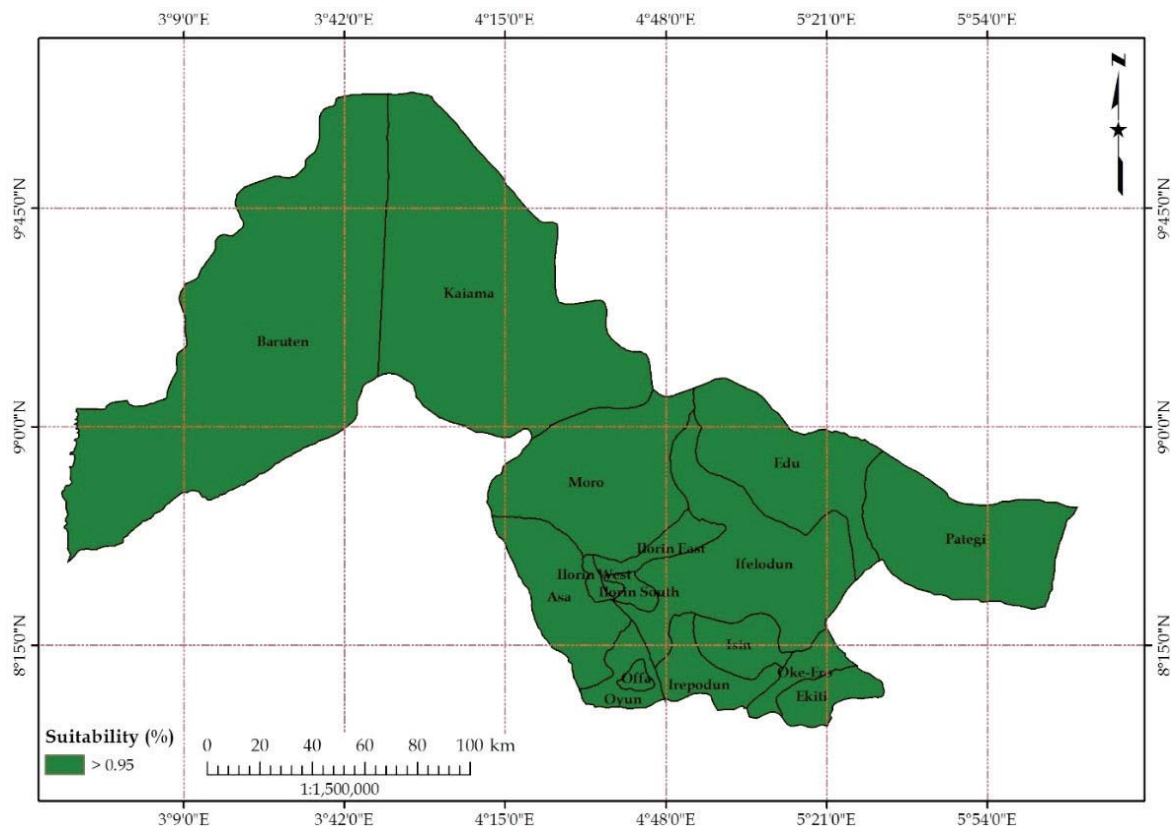 3°9'0"E 3°42'0"E 4°15'0"E 4°48'0"E 5°21'0"E 5°54'0"E
z
9°45'0"N 9°45'0"N
Kaiama
Baruten
9°0'0"N 9°0'0"N
Edu
Moro
Pategi
Ilorin East
Ifelodun
Ilorin West
Ilorin South
Asa
8°15'0"N 8°15'0"N
Isin
Oke-Ero
Offa
Irepodun
Ekiti
Oyun
Suitability (%)
> 0.95
0 20 40 60 80 100 km
1:1,500,000
3°9'0"E 3°42'0"E 4°15'0"E 4°48'0"E 5°21'0"E 5°54'0"E